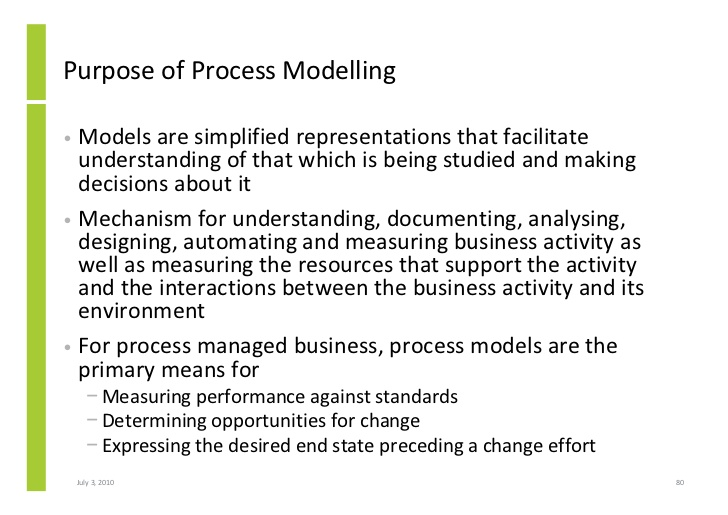 Purpose of Process Modelling
• Models are simplified representations that facilitate
understanding of that which is being studied and making
decisions about it
• Mechanism for understanding, documenting, analysing,
designing, automating and measuring business activity as
well as measuring the resources that support the activity
and the interactions between the business activity and its
environment
• For process managed business, process models are the
primary means for
− Measuring performance against standards
− Determining opportunities for change
− Expressing the desired end state preceding a change effort
July 3, 2010
80